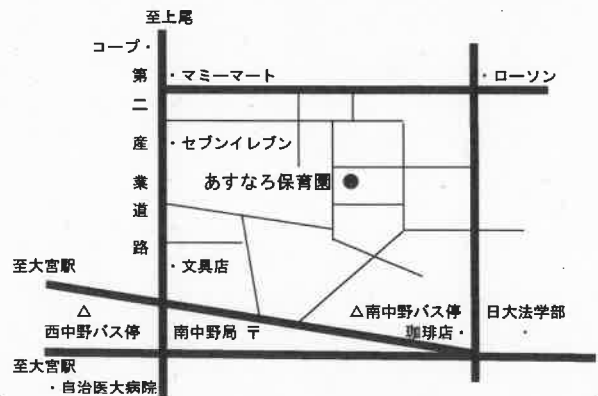 至上尾
コープ・
・マミーマート
・ローソン
第二産業道路
・セブンイレブン
あすなろ保育園
至大宮駅
・文具店
△
西中野バス停
南中野局 〒
△南中野バス停
珈琲店・
日大法学部
・
至大宮駅
・自治医大病院